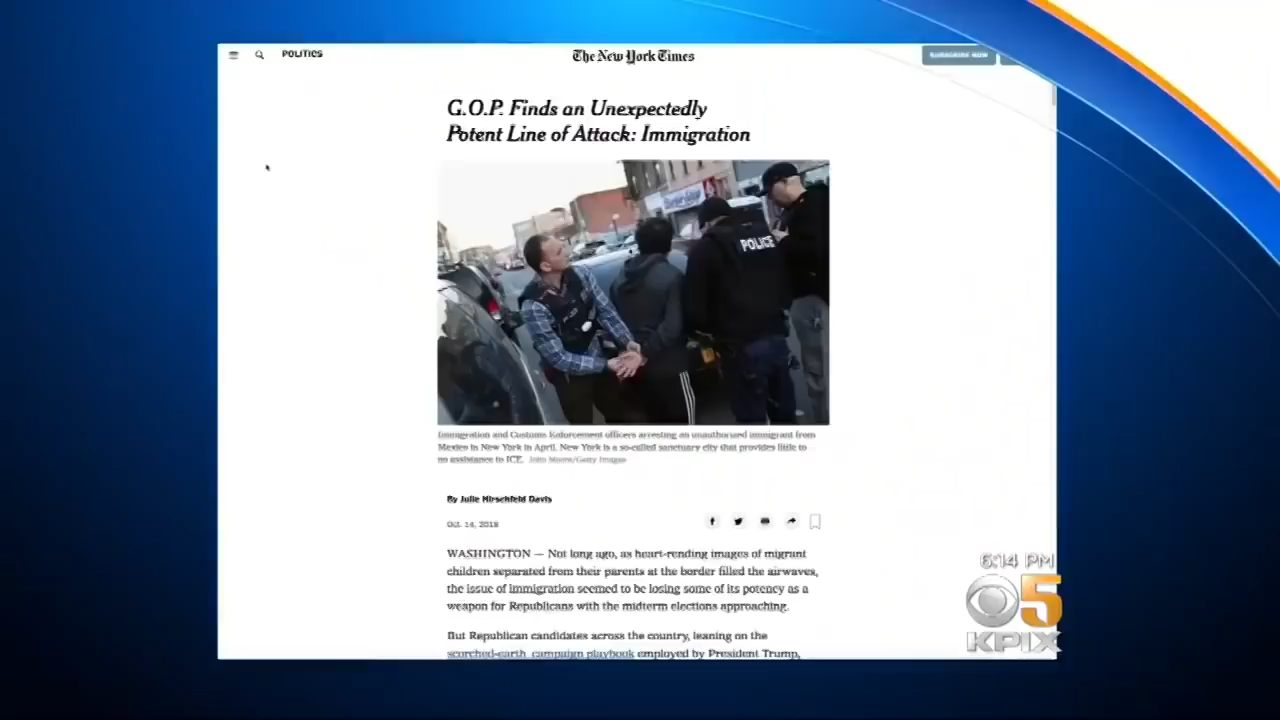 POLITICS
The New York Times
SUBSCRIBE NOW
G.O.P. Finds an Unexpectedly
Potent Line of Attack: Immigration
POLICE
Immigration and Customs Enforcement officers arresting an unauthorized immigrant from
Mexico in New York in April. New York is a so-called sanctuary city that provides little to
no assistance to ICE. John Moore/Getty Images
By Julie Hirschfeld Davis
Oct. 14, 2018
WASHINGTON — Not long ago, as heart-rending images of migrant
children separated from their parents at the border filled the airwaves,
the issue of immigration seemed to be losing some of its potency as a
weapon for Republicans with the midterm elections approaching.
But Republican candidates across the country, leaning on the
scorched-earth campaign playbook employed by President Trump,
6:14 PM
5
KPIX